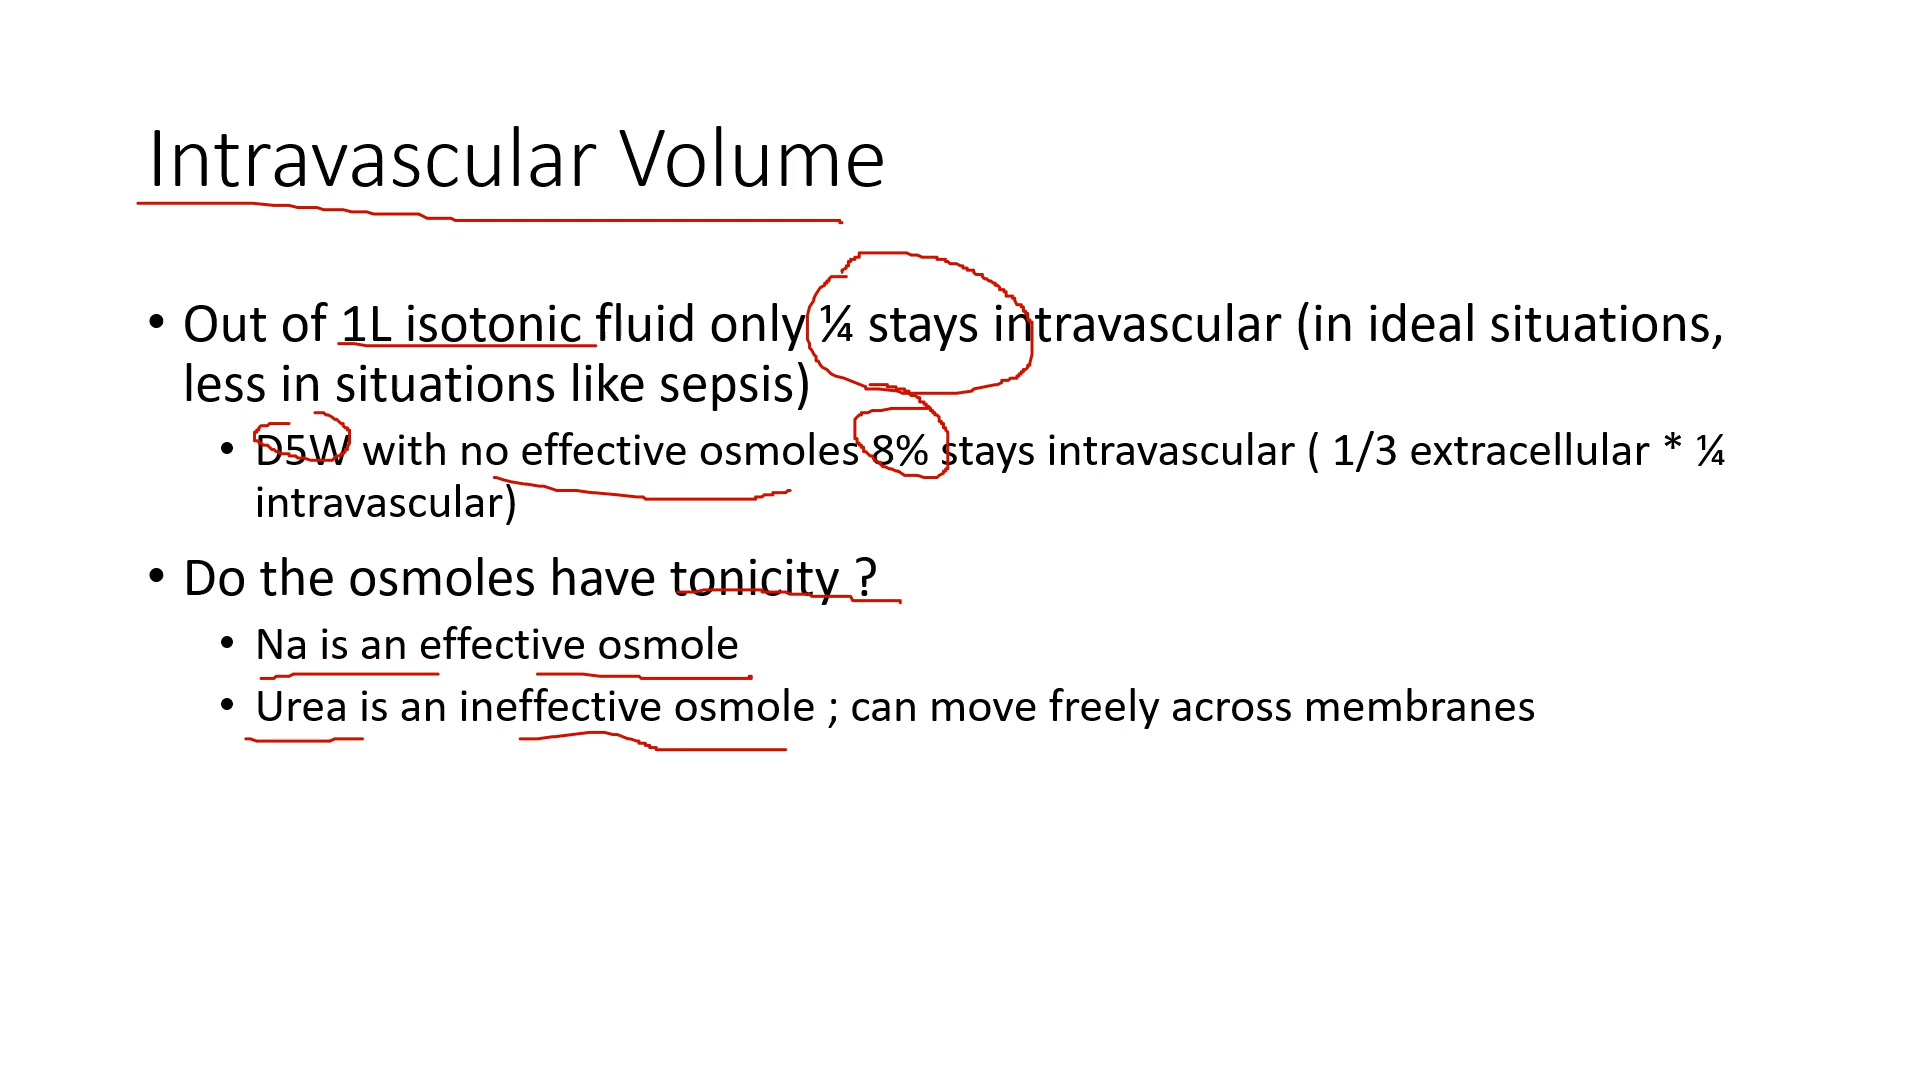 Intravascular Volume
• Out of 1L isotonic fluid only ¼ stays intravascular (in ideal situations,
less in situations like sepsis)
• D5W with no effective osmoles 8% stays intravascular ( 1/3 extracellular * ¼
intravascular)
• Do the osmoles have tonicity ?
• Na is an effective osmole
• Urea is an ineffective osmole ; can move freely across membranes